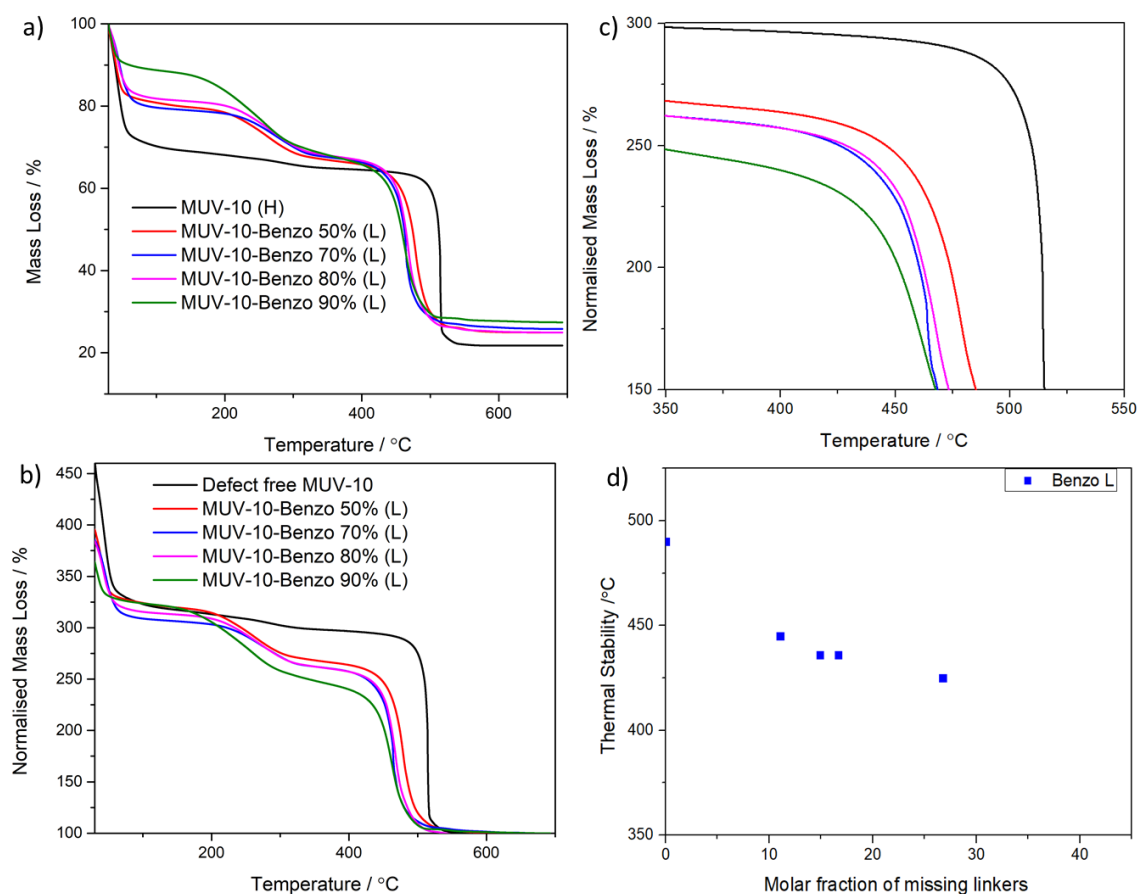 a)
100
80
60
40
20
Mass Loss / %
MUV-10 (H)
MUV-10-Benzo 50% (L)
MUV-10-Benzo 70% (L)
MUV-10-Benzo 80% (L)
MUV-10-Benzo 90% (L)
200
400
600
Temperature / °C
c)
300
250
200
150
Normalised Mass Loss / %
350
400
450
500
550
Temperature / °C
b)
450
400
350
300
250
200
150
100
Normalised Mass Loss / %
Defect free MUV-10
MUV-10-Benzo 50% (L)
MUV-10-Benzo 70% (L)
MUV-10-Benzo 80% (L)
MUV-10-Benzo 90% (L)
200
400
600
Temperature / °C
d)
500
450
400
350
Thermal Stability /°C
Benzo L
0
10
20
30
40
Molar fraction of missing linkers